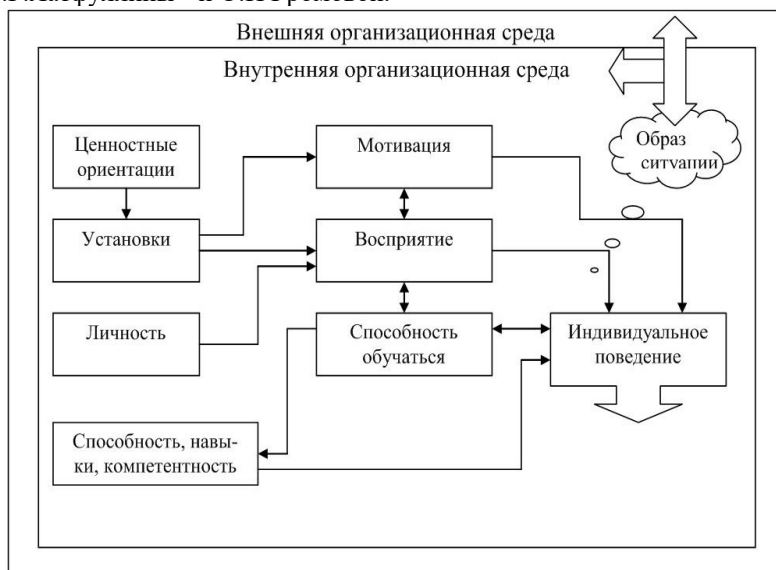 Внешняя организационная среда
Внутренняя организационная среда
Ценностные
ориентации
Мотивация
Образ
ситуации
Установки
Восприятие
Личность
Способность
обучаться
Индивидуальное
поведение
Способность, навы-
ки, компетентность